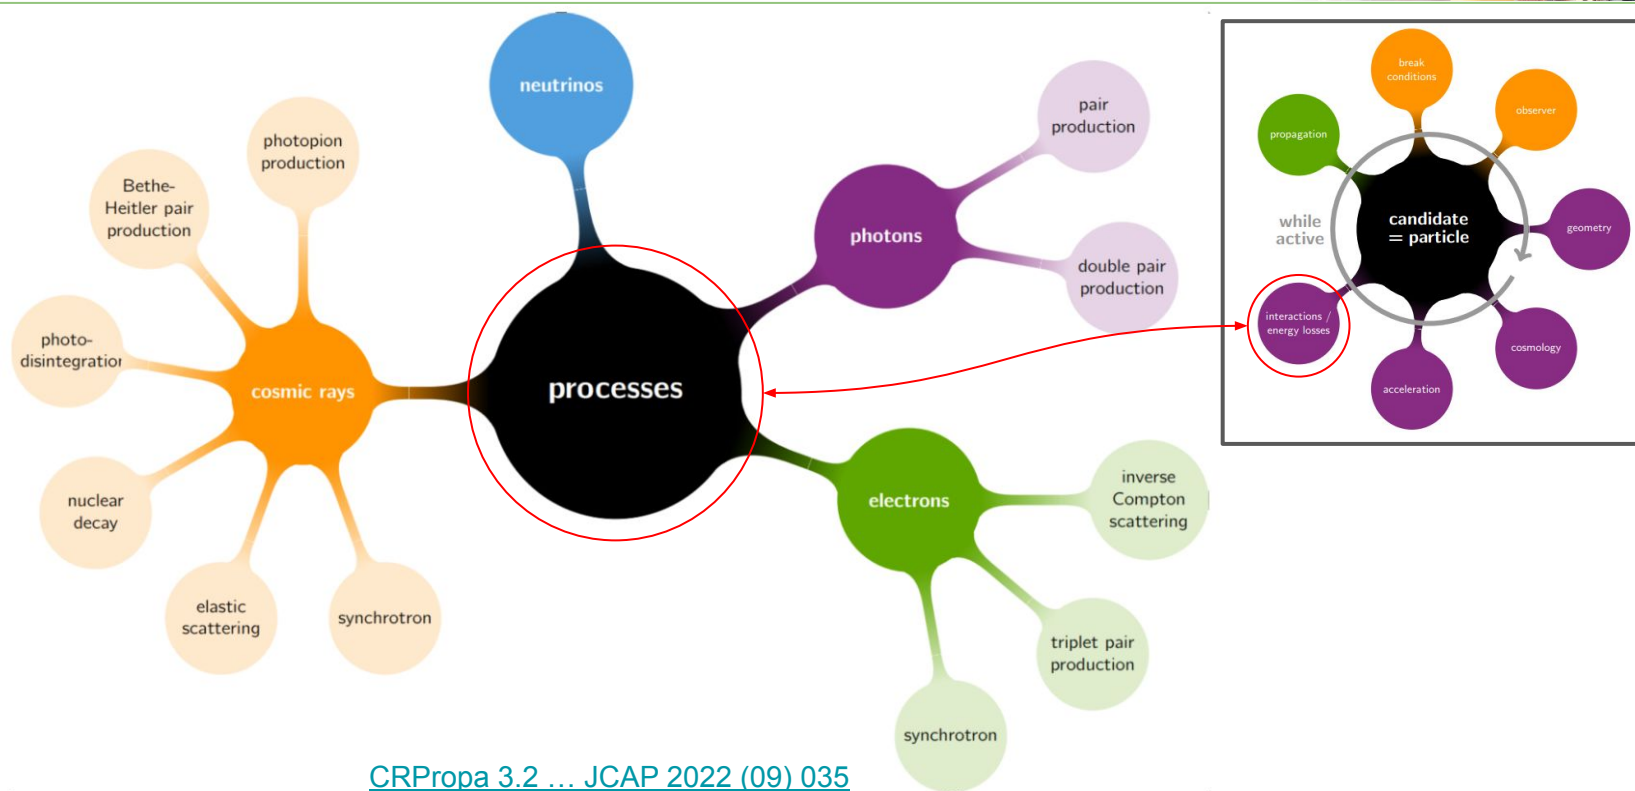 neutrinos
photopion
production
Bethe-
Heitler pair
production
photo-
disintegration
nuclear
decay
elastic
scattering
synchrotron
cosmic rays
processes
photons
pair
production
double pair
production
electrons
inverse
Compton
scattering
triplet pair
production
synchrotron
break
conditions
observer
propagation
while
active
candidate
= particle
geometry
interactions /
energy losses
cosmology
acceleration
CRPropa 3.2 … JCAP 2022 (09) 035